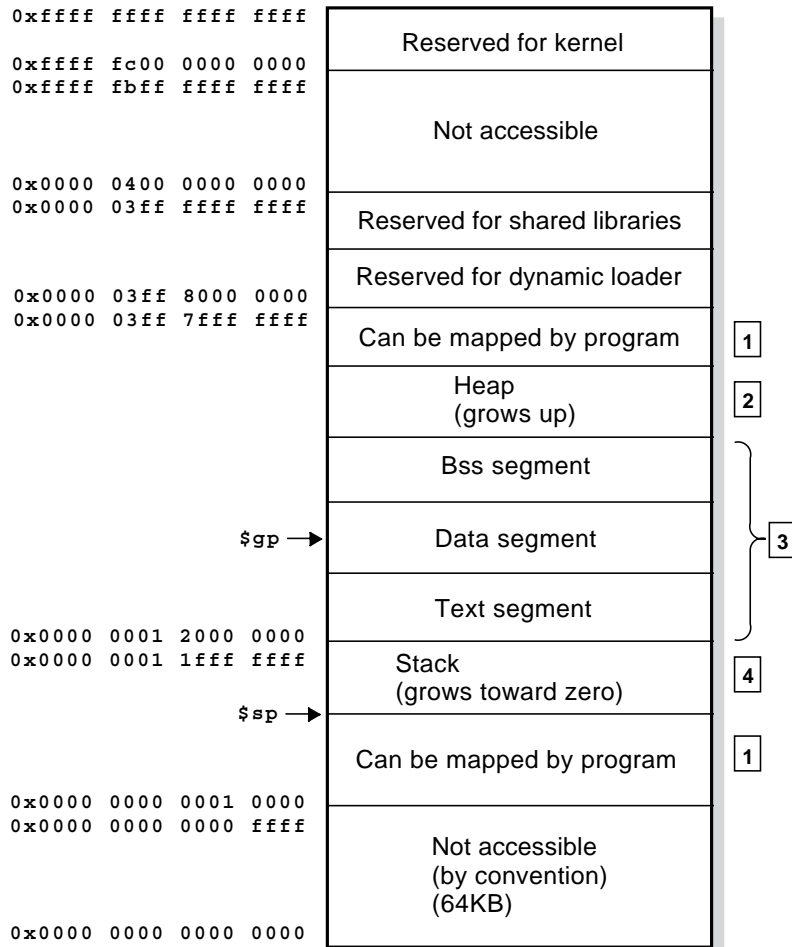 0xffff ffff ffff ffff
Reserved for kernel
0xffff fc00 0000 0000
0xffff fbff ffff ffff
Not accessible
0x0000 0400 0000 0000
0x0000 03ff ffff ffff
Reserved for shared libraries
Reserved for dynamic loader
0x0000 03ff 8000 0000
0x0000 03ff 7fff ffff
Can be mapped by program
1
Heap
(grows up)
2
Bss segment
$gp
Data segment
3
Text segment
0x0000 0001 2000 0000
0x0000 0001 1fff ffff
Stack
(grows toward zero)
4
$sp
Can be mapped by program
1
0x0000 0000 0001 0000
0x0000 0000 0000 ffff
Not accessible
(by convention)
(64KB)
0x0000 0000 0000 0000